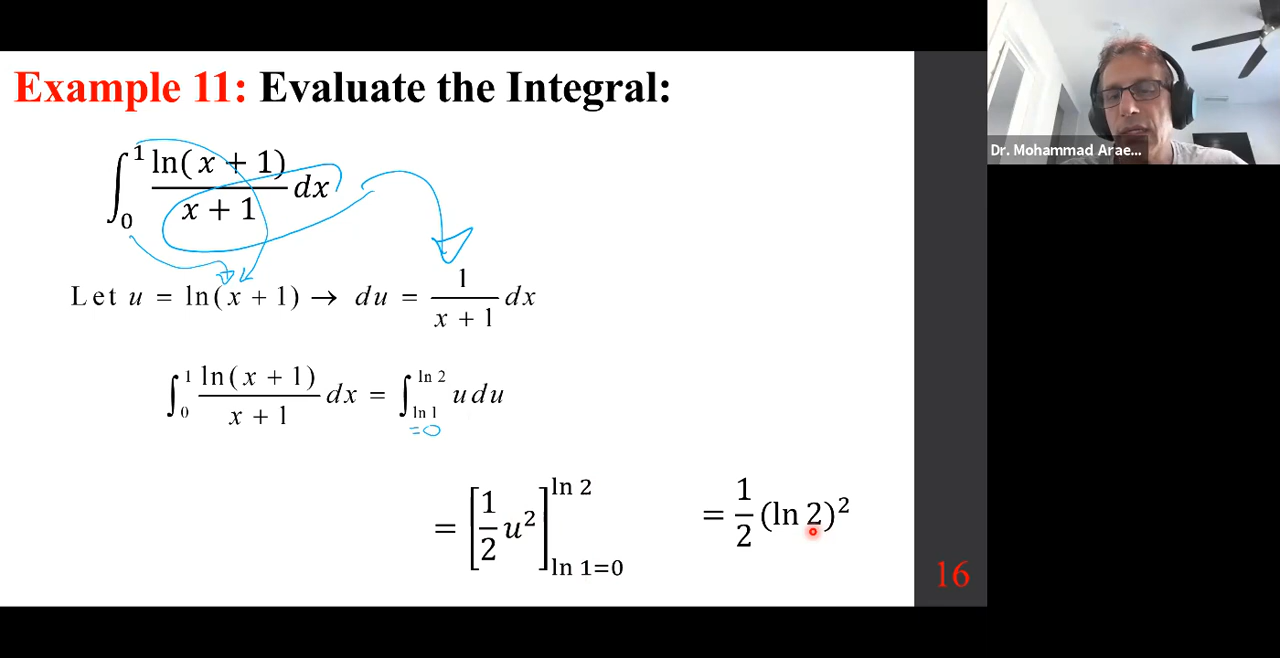 Example 11: Evaluate the Integral:
∫₀¹ ln(x + 1)/(x + 1) dx
Let u = ln(x + 1) → du = 1/(x + 1) dx
∫₀¹ ln(x + 1)/(x + 1) dx = ∫_{ln 1}^{ln 2} u du
=0
= [1/2 u²]_{ln 1=0}^{ln 2} = 1/2 (ln 2)²
16
Dr. Mohammad Arae...